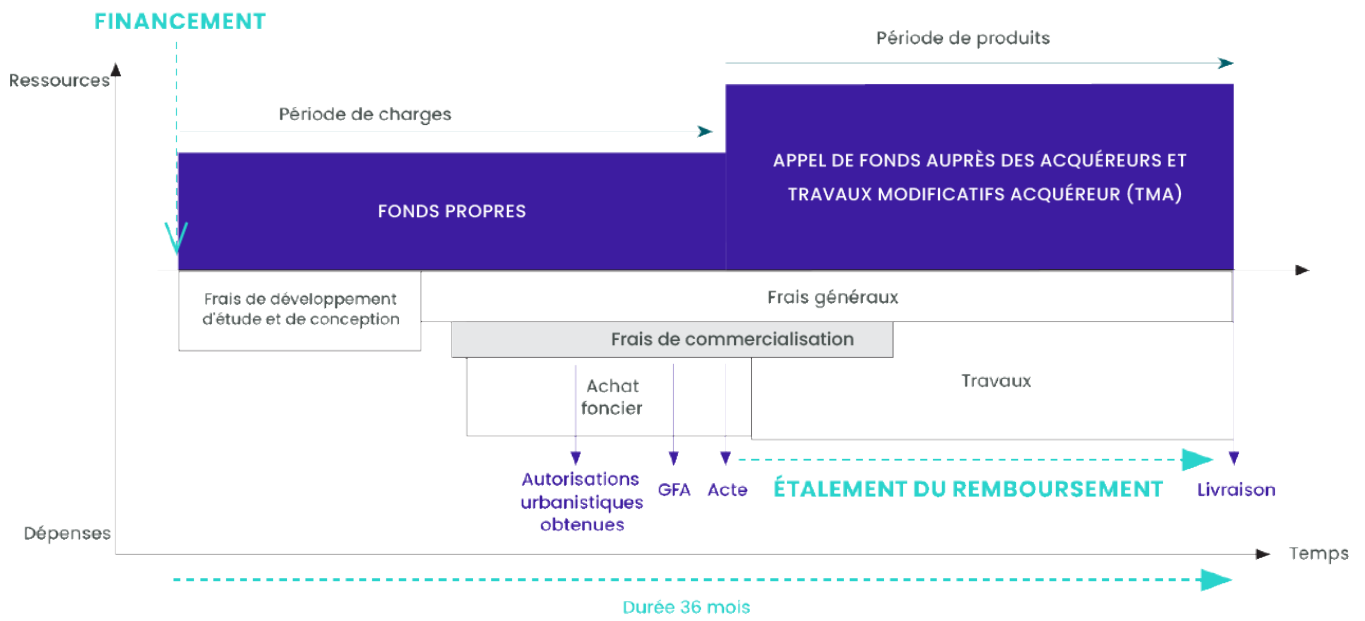 FINANCEMENT
Période de produits
Ressources
Période de charges
APPEL DE FONDS AUPRÈS DES ACQUÉREURS ET
TRAVAUX MODIFICATIFS ACQUÉREUR (TMA)
FONDS PROPRES
Frais de développement
d'étude et de conception
Frais généraux
Frais de commercialisation
Achat
foncier
Travaux
Autorisations
urbanistiques
obtenues
GFA
Acte
ÉTALEMENT DU REMBOURSEMENT
Livraison
Dépenses
Temps
Durée 36 mois